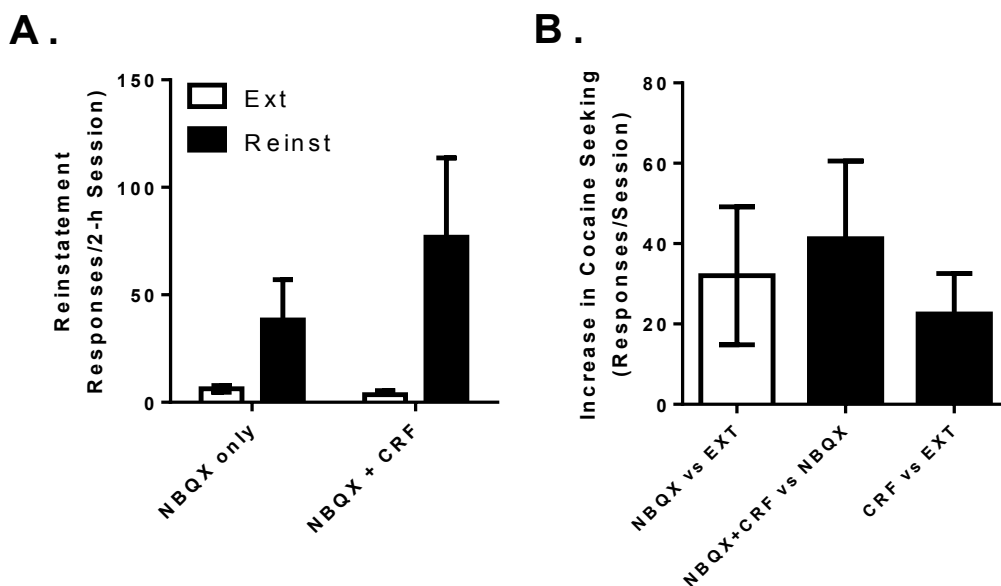 A .
150
100
50
0
Reinstatement
Responses/2-h Session)
Ext
Reinst
NBQX only
NBQX + CRF
B .
80
60
40
20
0
Increase in Cocaine Seeking
(Responses/Session)
NBQX vs EXT
NBQX+CRF vs NBQX
CRF vs EXT